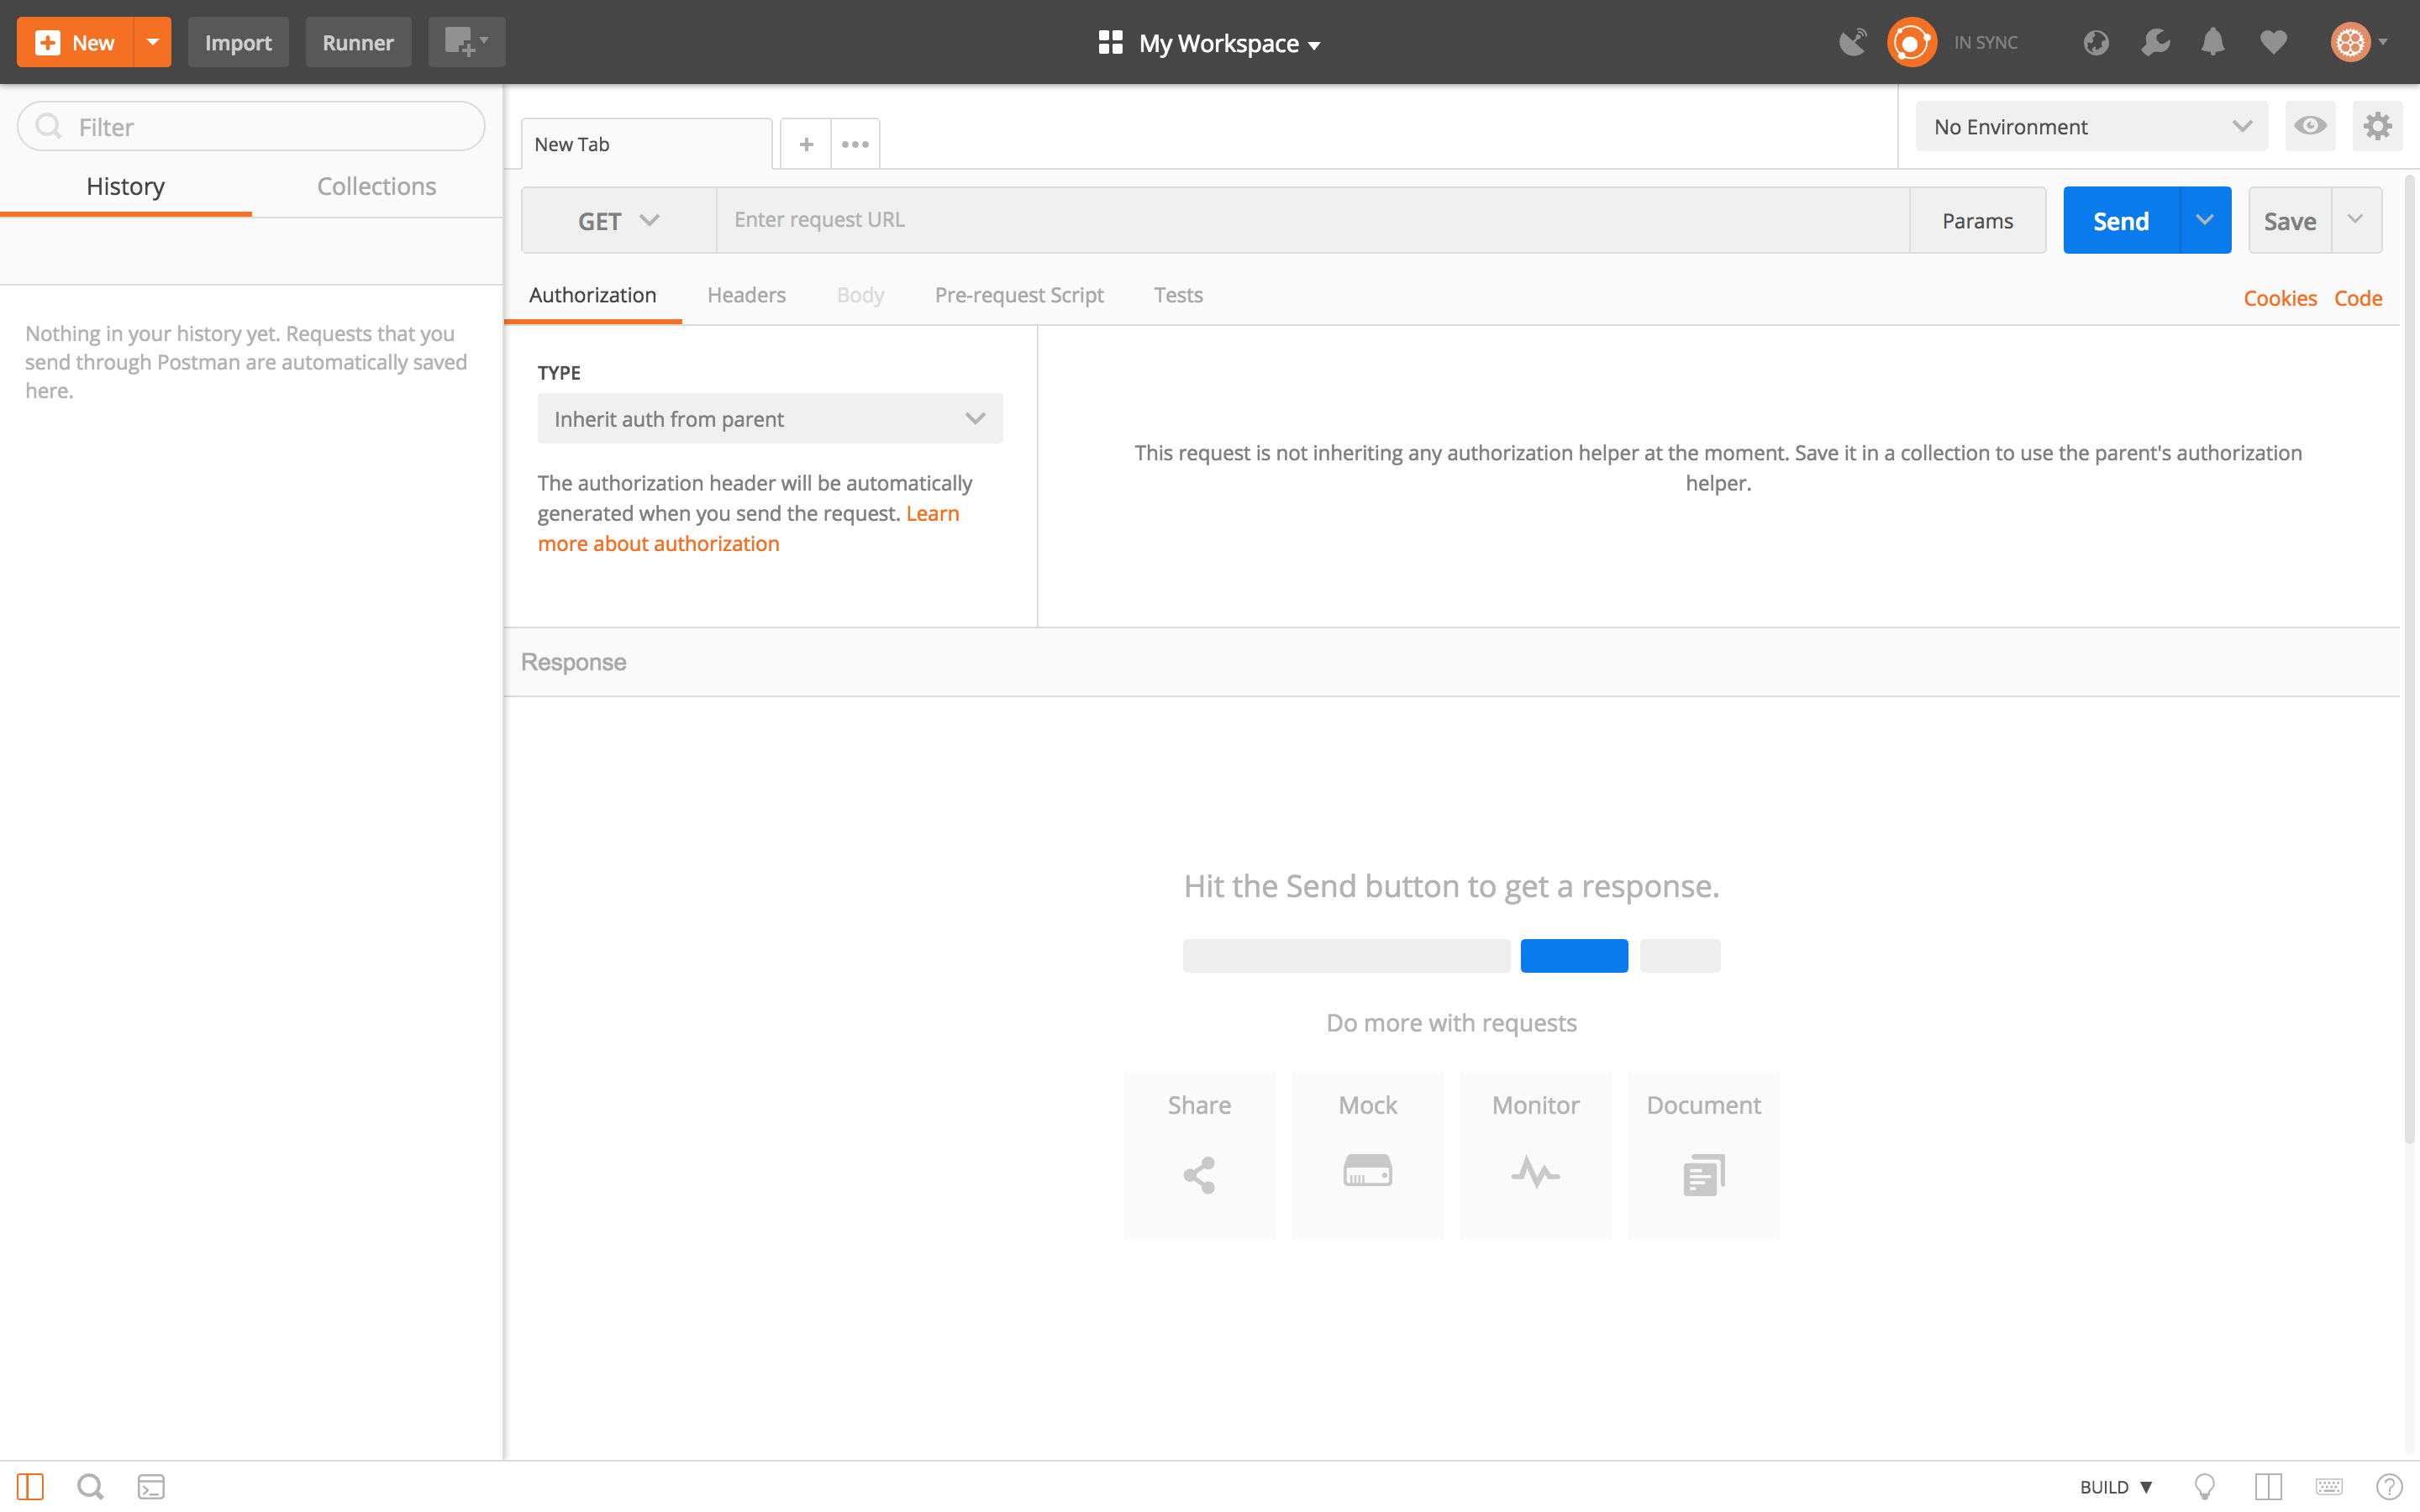 New
Import
Runner
My Workspace
IN SYNC
Filter
History
Collections
Nothing in your history yet. Requests that you
send through Postman are automatically saved
here.
New Tab
No Environment
GET
Enter request URL
Params
Send
Save
Authorization
Headers
Body
Pre-request Script
Tests
Cookies
Code
TYPE
Inherit auth from parent
The authorization header will be automatically
generated when you send the request. Learn
more about authorization
This request is not inheriting any authorization helper at the moment. Save it in a collection to use the parent's authorization
helper.
Response
Hit the Send button to get a response.
Do more with requests
Share
Mock
Monitor
Document
BUILD